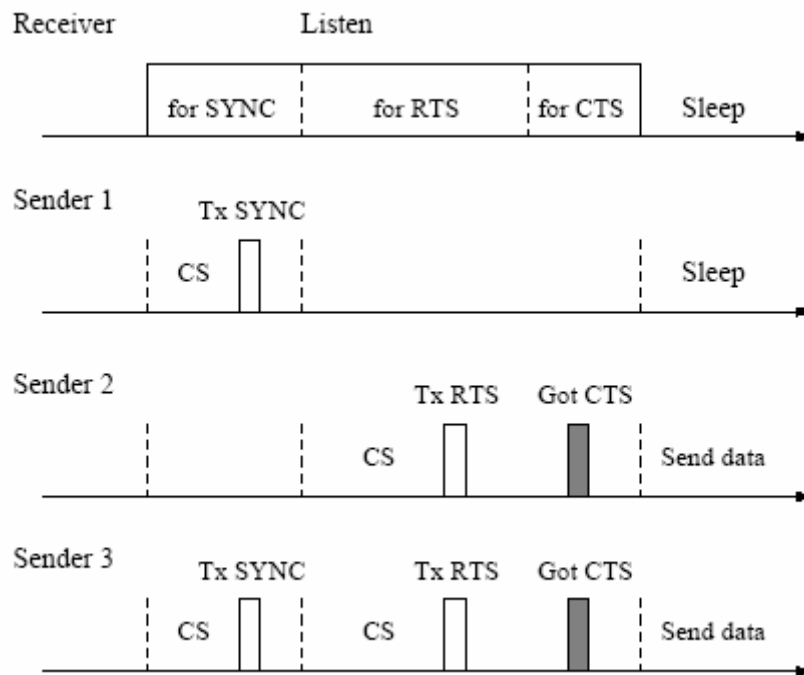 Receiver Listen
for SYNC for RTS for CTS Sleep
Sender 1
Tx SYNC
CS Sleep
Sender 2
Tx RTS Got CTS
CS Send data
Sender 3
Tx SYNC Tx RTS Got CTS
CS CS Send data